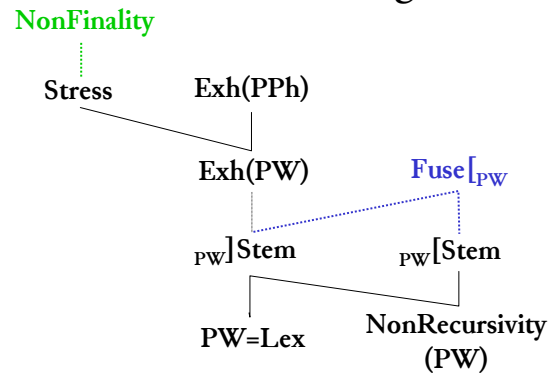 NonFinality
Stress Exh(PPh)
Exh(PW) Fuse[PW
PW]Stem PW[Stem
PW=Lex NonRecursivity
(PW)